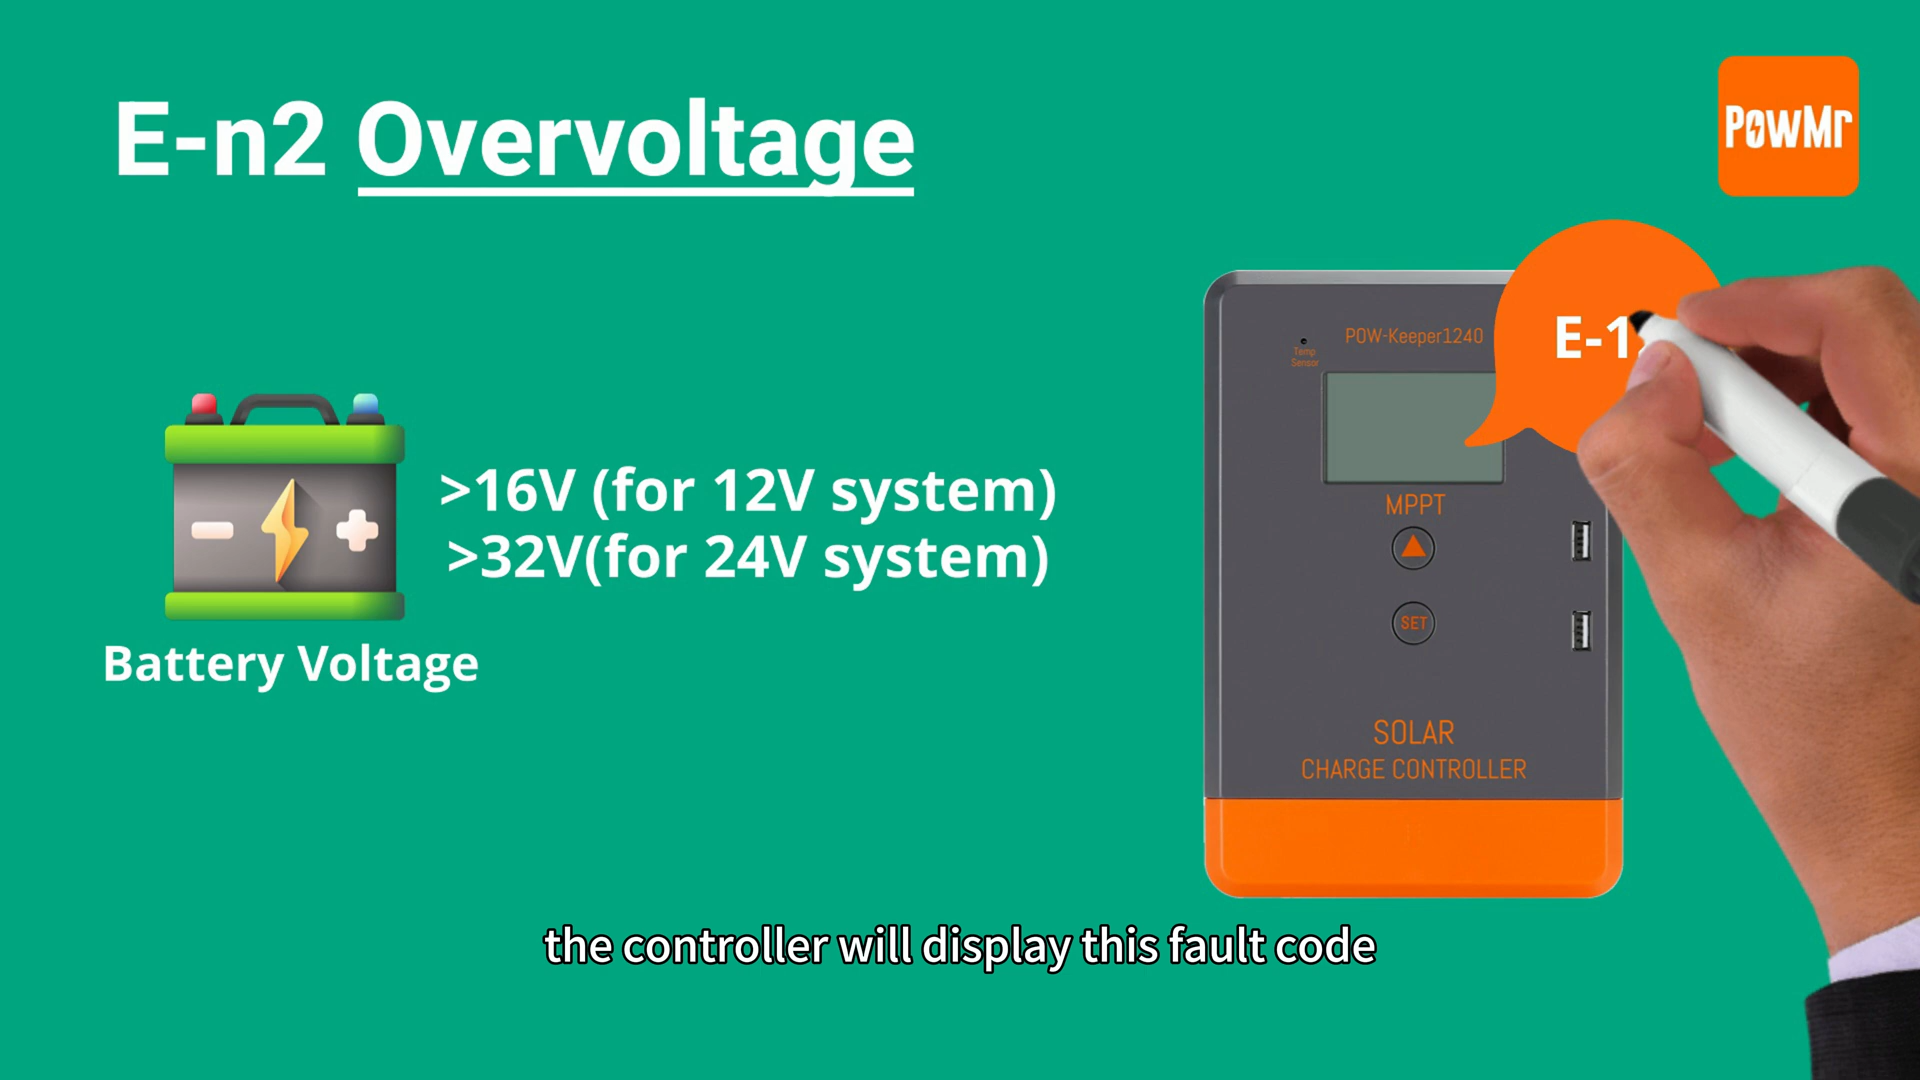 E-n2 Overvoltage
PowMr
E-1
POW-Keeper1240
Temp
Sensor
>16V (for 12V system)
>32V(for 24V system)
MPPT
SET
Battery Voltage
SOLAR
CHARGE CONTROLLER
the controller will display this fault code